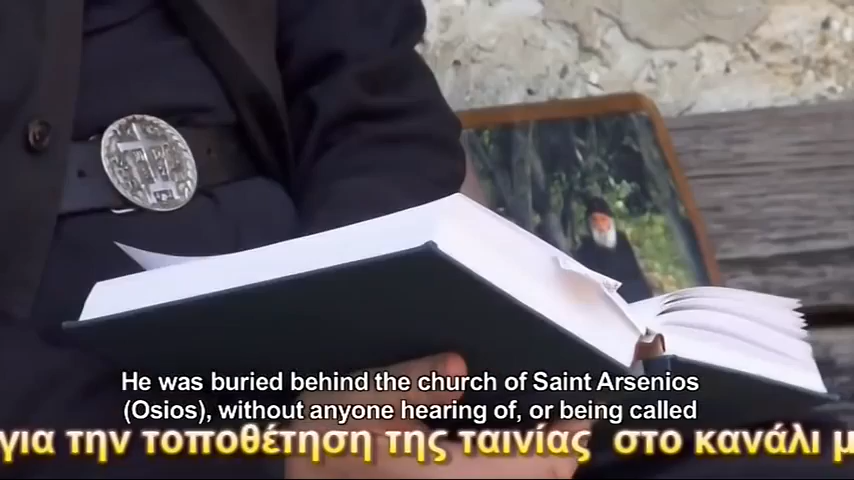 He was buried behind the church of Saint Arsenios
(Osios), without anyone hearing of, or being called
για την τοποθέτηση της ταινίας στο κανάλι μ